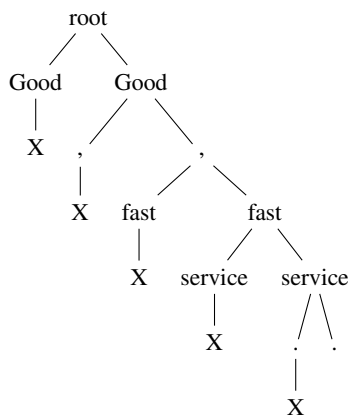 root
Good Good
X , ,
X fast fast
X service service
X . .
X